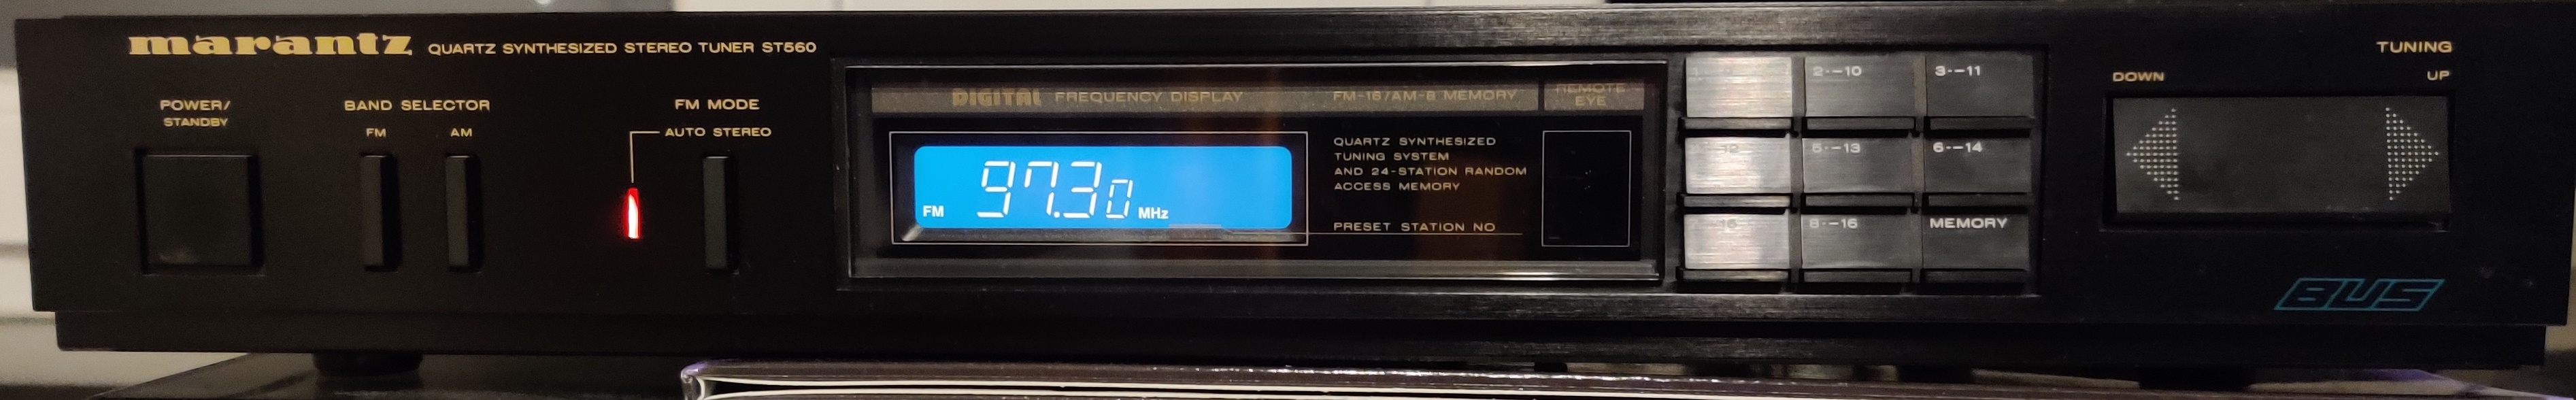 marantz QUARTZ SYNTHESIZED STEREO TUNER ST560
POWER/
STANDBY
BAND SELECTOR
FM AM
FM MODE
AUTO STEREO
DIGITAL FREQUENCY DISPLAY FM-16/AM-8 MEMORY
REMOTE
EYE
FM 97.30 MHz
QUARTZ SYNTHESIZED
TUNING SYSTEM
AND 24-STATION RANDOM
ACCESS MEMORY
PRESET STATION NO
2--10 3--11
5--13 6--14
8--16 MEMORY
TUNING
DOWN UP
BUS